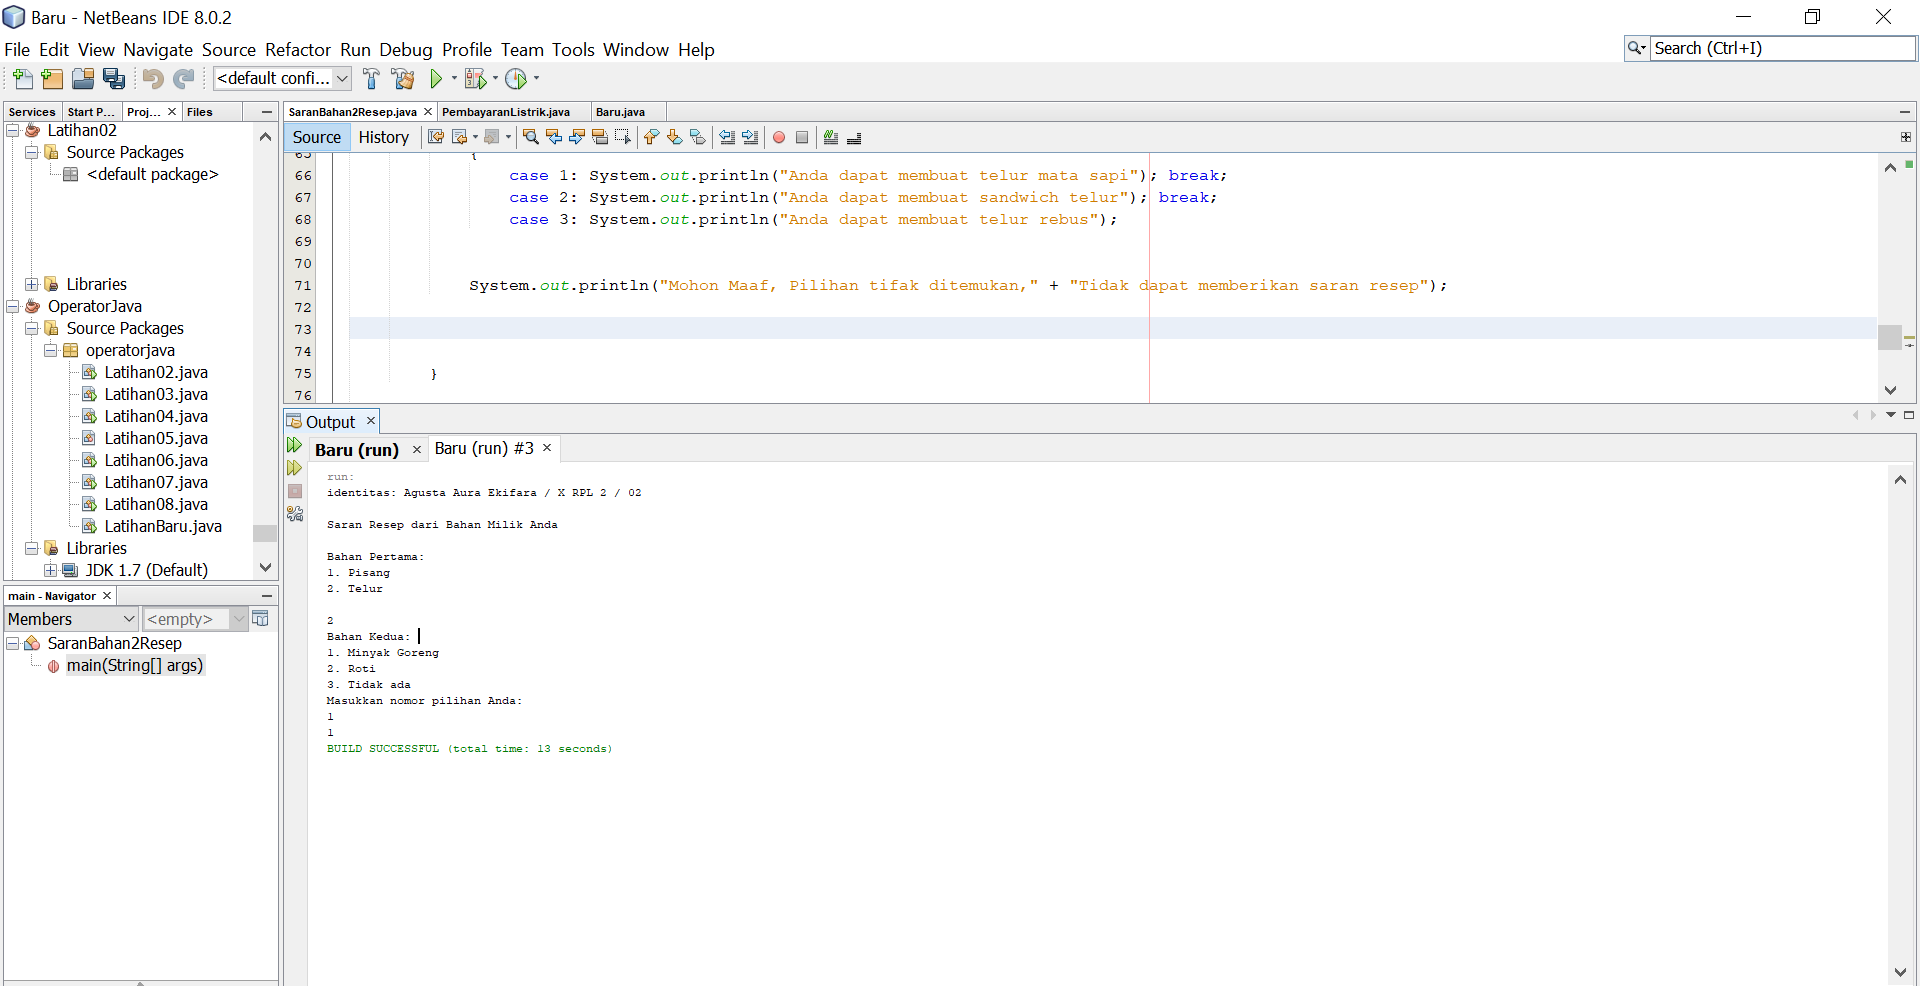 Baru - NetBeans IDE 8.0.2
File Edit View Navigate Source Refactor Run Debug Profile Team Tools Window Help
Search (Ctrl+I)
<default confi...
Services Start P... Proj... Files
Latihan02
Source Packages
<default package>
Libraries
OperatorJava
Source Packages
operatorjava
Latihan02.java
Latihan03.java
Latihan04.java
Latihan05.java
Latihan06.java
Latihan07.java
Latihan08.java
LatihanBaru.java
Libraries
JDK 1.7 (Default)
main - Navigator
Members <empty>
SaranBahan2Resep
main(String[] args)
SaranBahan2Resep.java PembayaranListrik.java Baru.java
Source History
65 {
66 case 1: System.out.println("Anda dapat membuat telur mata sapi"); break;
67 case 2: System.out.println("Anda dapat membuat sandwich telur"); break;
68 case 3: System.out.println("Anda dapat membuat telur rebus");
69
70
71 System.out.println("Mohon Maaf, Pilihan tifak ditemukan," + "Tidak dapat memberikan saran resep");
72
73
74
75 }
76
Output
Baru (run) Baru (run) #3
run:
identitas: Agusta Aura Ekifara / X RPL 2 / 02
Saran Resep dari Bahan Milik Anda
Bahan Pertama:
1. Pisang
2. Telur
2
Bahan Kedua:
1. Minyak Goreng
2. Roti
3. Tidak ada
Masukkan nomor pilihan Anda:
1
1
BUILD SUCCESSFUL (total time: 13 seconds)